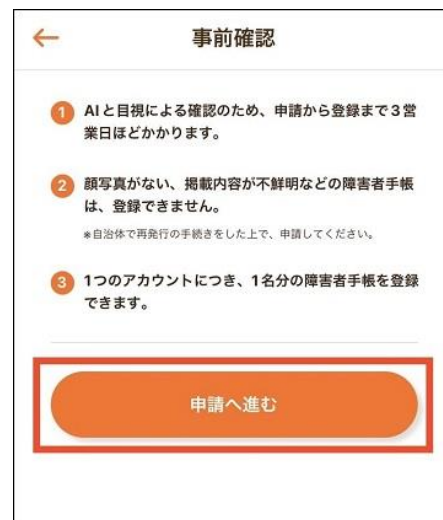 事前確認
1 AIと目視による確認のため、申請から登録まで3営
業日ほどかかります。
2 顔写真がない、掲載内容が不鮮明などの障害者手帳
は、登録できません。
*自治体で再発行の手続きをした上で、申請してください。
3 1つのアカウントにつき、1名分の障害者手帳を登録
できます。
申請へ進む